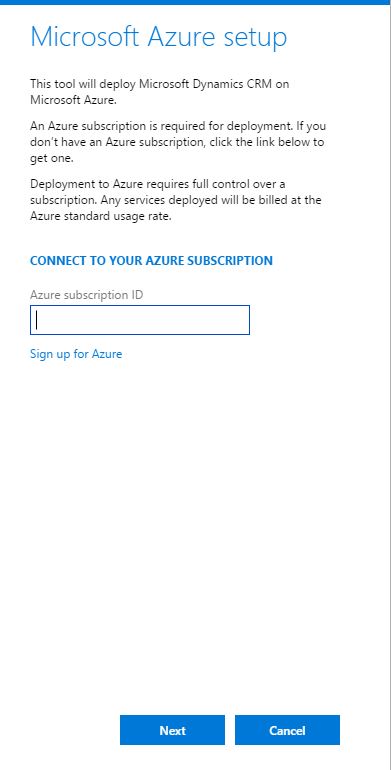 Microsoft Azure setup
This tool will deploy Microsoft Dynamics CRM on
Microsoft Azure.
An Azure subscription is required for deployment. If you
don't have an Azure subscription, click the link below to
get one.
Deployment to Azure requires full control over a
subscription. Any services deployed will be billed at the
Azure standard usage rate.
CONNECT TO YOUR AZURE SUBSCRIPTION
Azure subscription ID
Sign up for Azure
Next
Cancel